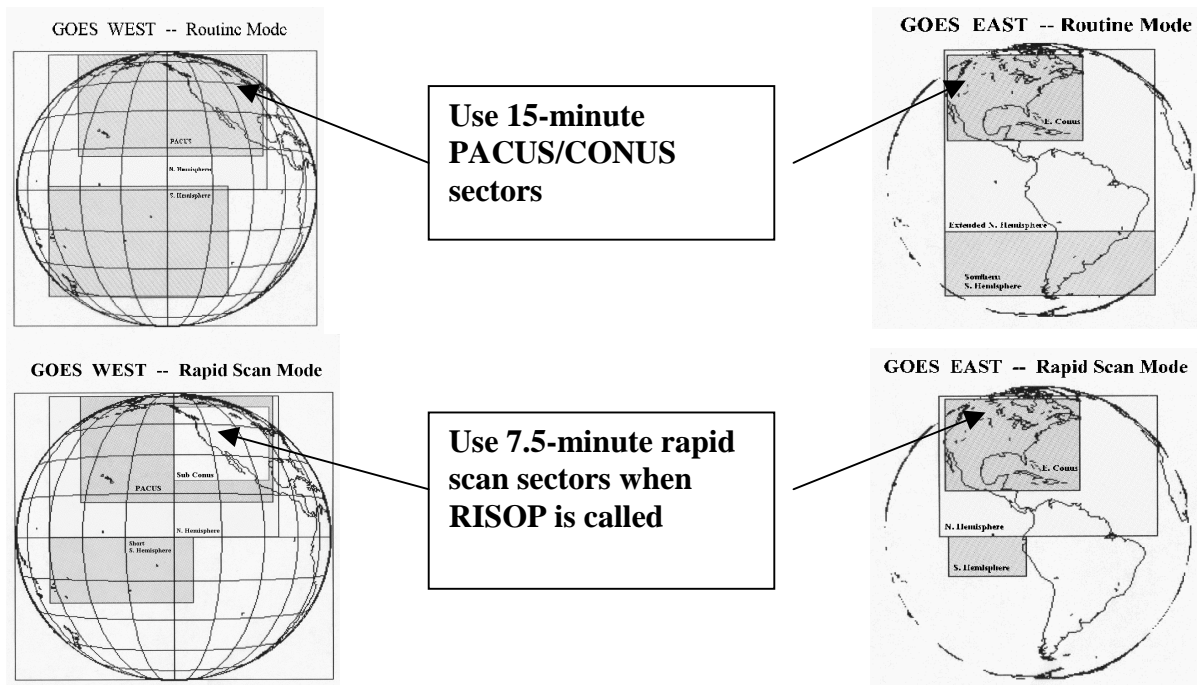 GOES WEST -- Routine Mode
PACUS
N. Hemisphere
S. Hemisphere
Use 15-minute
PACUS/CONUS
sectors
GOES EAST -- Routine Mode
E. Conus
Extended N. Hemisphere
Southern
S. Hemisphere
GOES WEST -- Rapid Scan Mode
Sub Conus
PACUS
N. Hemisphere
Short
S. Hemisphere
Use 7.5-minute rapid
scan sectors when
RISOP is called
GOES EAST -- Rapid Scan Mode
E. Conus
N. Hemisphere
S. Hemisphere